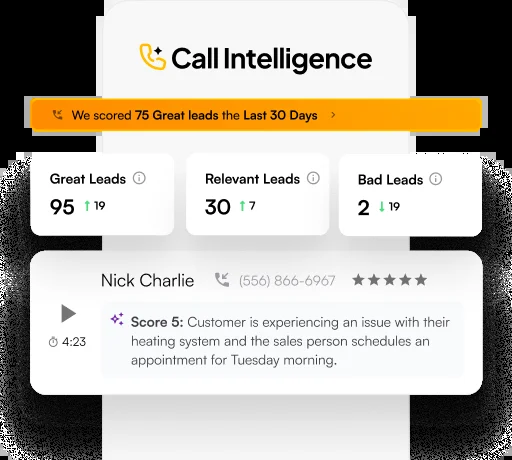 Call Intelligence
We scored 75 Great leads the Last 30 Days
Great Leads
95 ↑ 19
Relevant Leads
30 ↑ 7
Bad Leads
2 ↓ 19
Nick Charlie (556) 866-6967 ★★★★★
4:23
Score 5: Customer is experiencing an issue with their
heating system and the sales person schedules an
appointment for Tuesday morning.